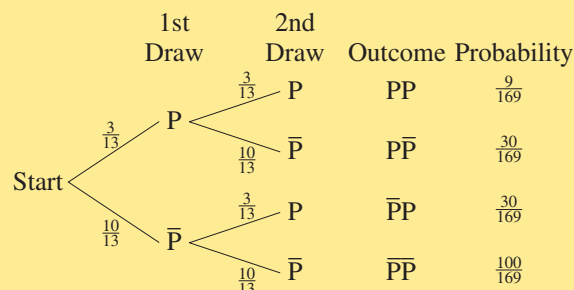 1st 2nd
Draw Draw Outcome Probability
3/13 P PP 9/169
3/13 P
10/13 P̅ PP̅ 30/169
Start
3/13 P P̅P 30/169
10/13 P̅
10/13 P̅ P̅P̅ 100/169